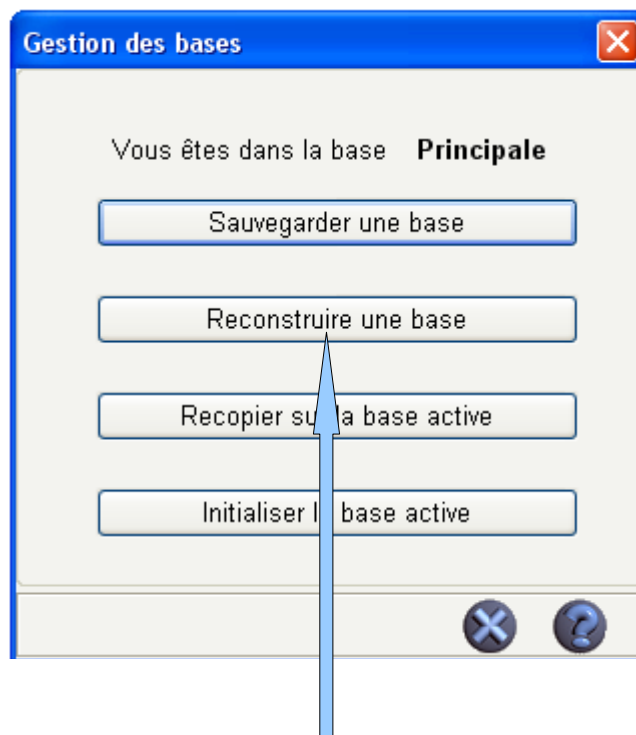 Gestion des bases
Vous êtes dans la base Principale
Sauvegarder une base
Reconstruire une base
Recopier su la base active
Initialiser l base active